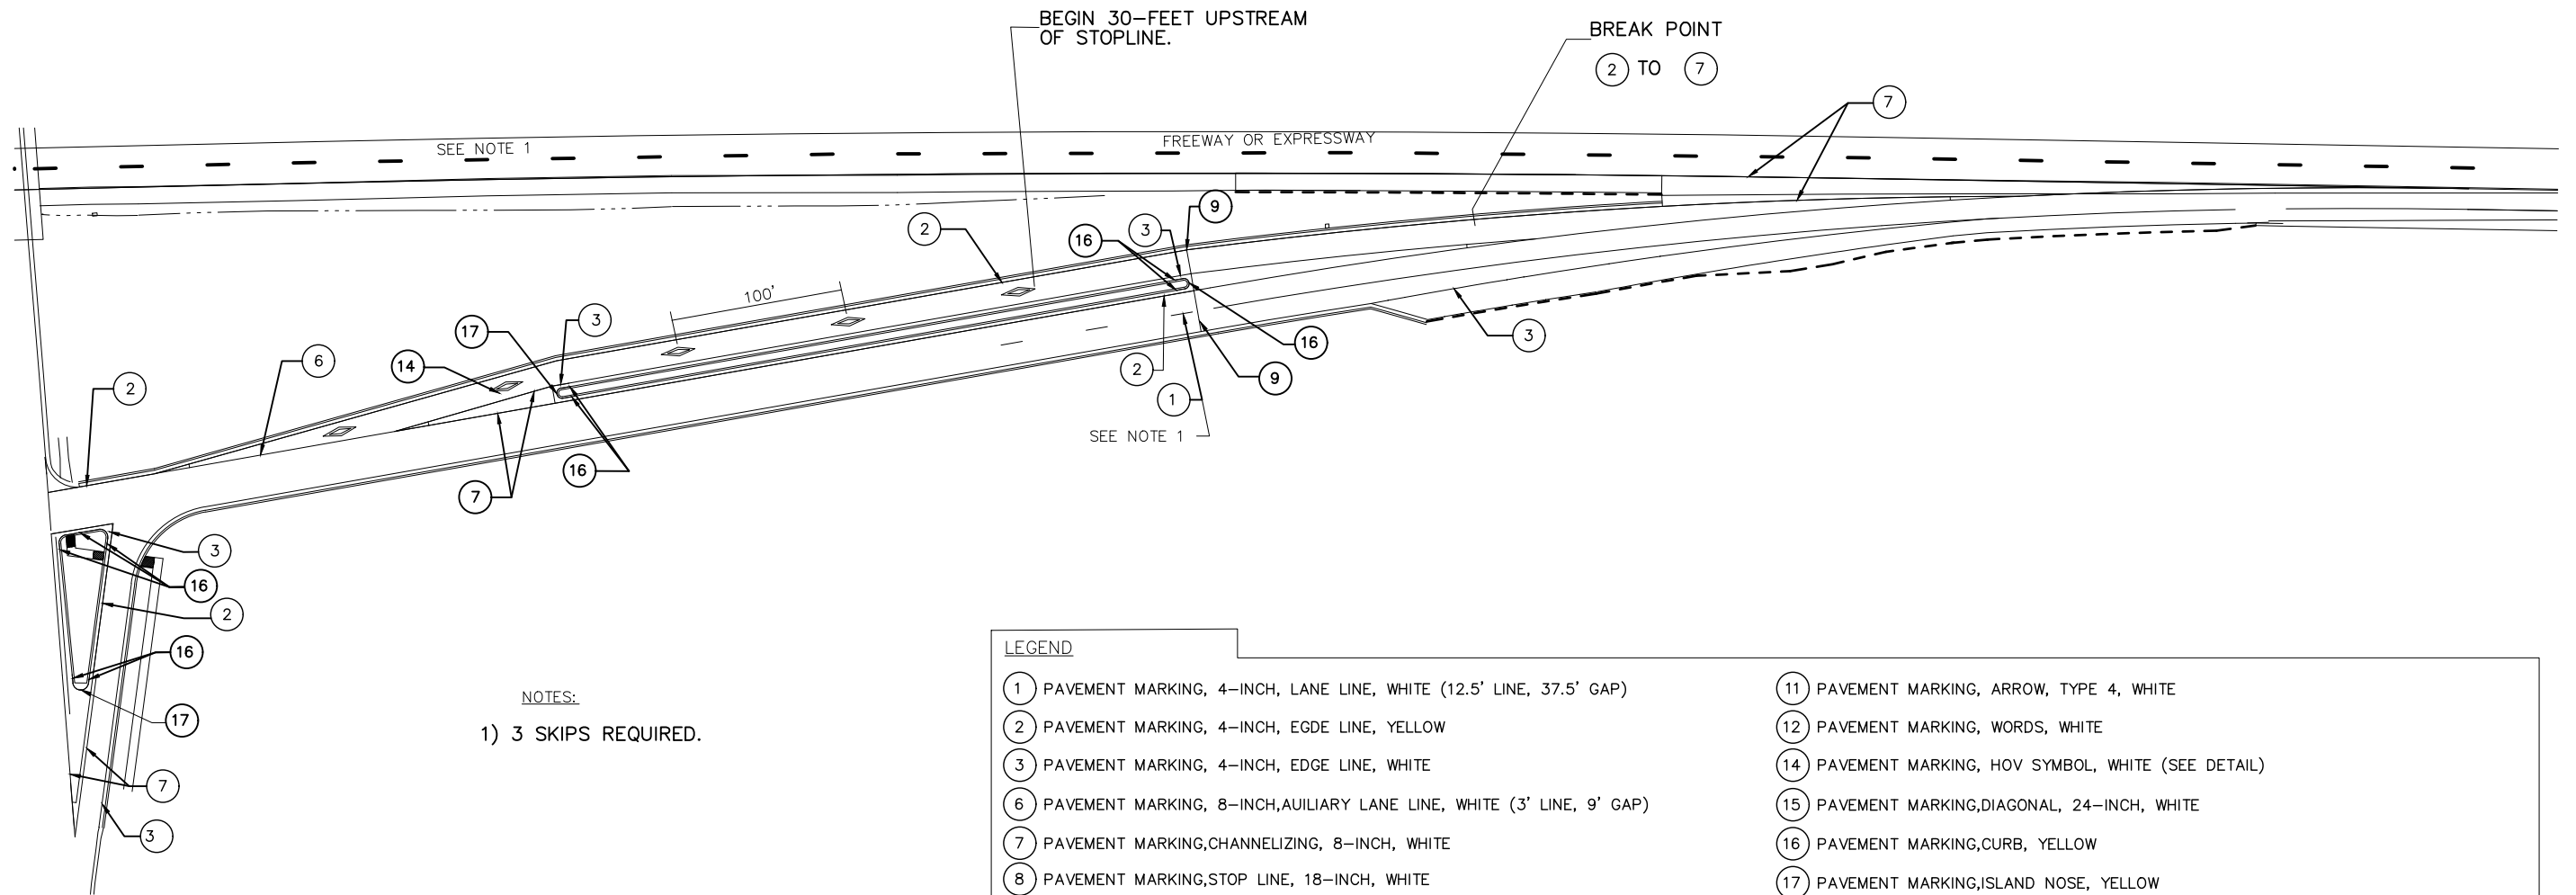 BEGIN 30-FEET UPSTREAM
OF STOPLINE.
BREAK POINT
2 TO 7
7
SEE NOTE 1
FREEWAY OR EXPRESSWAY
9
2
3
16
100'
17
3
16
6
14
3
2
2
9
1
SEE NOTE 1
16
7
3
16
2
16
17
7
3
NOTES:
1) 3 SKIPS REQUIRED.
LEGEND
1 PAVEMENT MARKING, 4-INCH, LANE LINE, WHITE (12.5' LINE, 37.5' GAP)
2 PAVEMENT MARKING, 4-INCH, EGDE LINE, YELLOW
3 PAVEMENT MARKING, 4-INCH, EDGE LINE, WHITE
6 PAVEMENT MARKING, 8-INCH,AUILIARY LANE LINE, WHITE (3' LINE, 9' GAP)
7 PAVEMENT MARKING,CHANNELIZING, 8-INCH, WHITE
8 PAVEMENT MARKING,STOP LINE, 18-INCH, WHITE
11 PAVEMENT MARKING, ARROW, TYPE 4, WHITE
12 PAVEMENT MARKING, WORDS, WHITE
14 PAVEMENT MARKING, HOV SYMBOL, WHITE (SEE DETAIL)
15 PAVEMENT MARKING,DIAGONAL, 24-INCH, WHITE
16 PAVEMENT MARKING,CURB, YELLOW
17 PAVEMENT MARKING,ISLAND NOSE, YELLOW